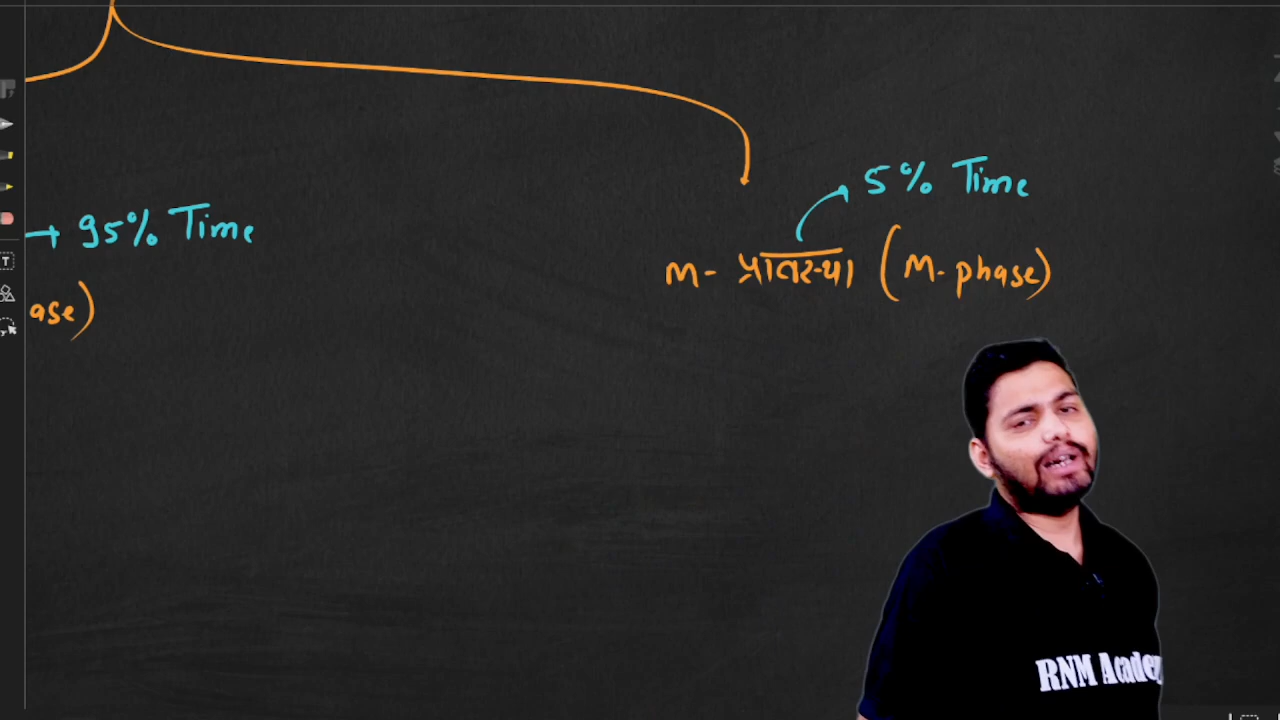 5% Time
→ 95% Time
M- प्रावस्था (M-phase)
ase)
RNM Academ
T